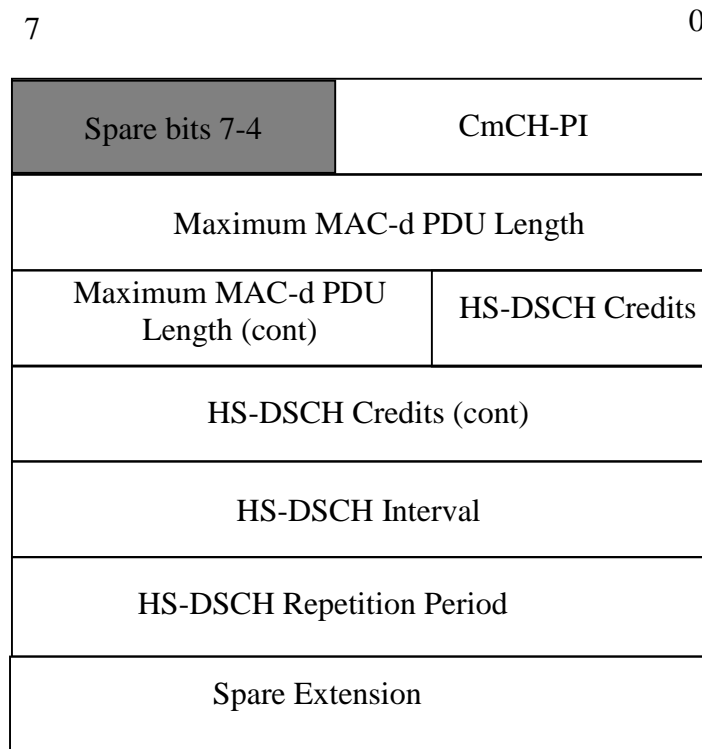 7 0
Spare bits 7-4 CmCH-PI
Maximum MAC-d PDU Length
Maximum MAC-d PDU
Length (cont)
HS-DSCH Credits
HS-DSCH Credits (cont)
HS-DSCH Interval
HS-DSCH Repetition Period
Spare Extension